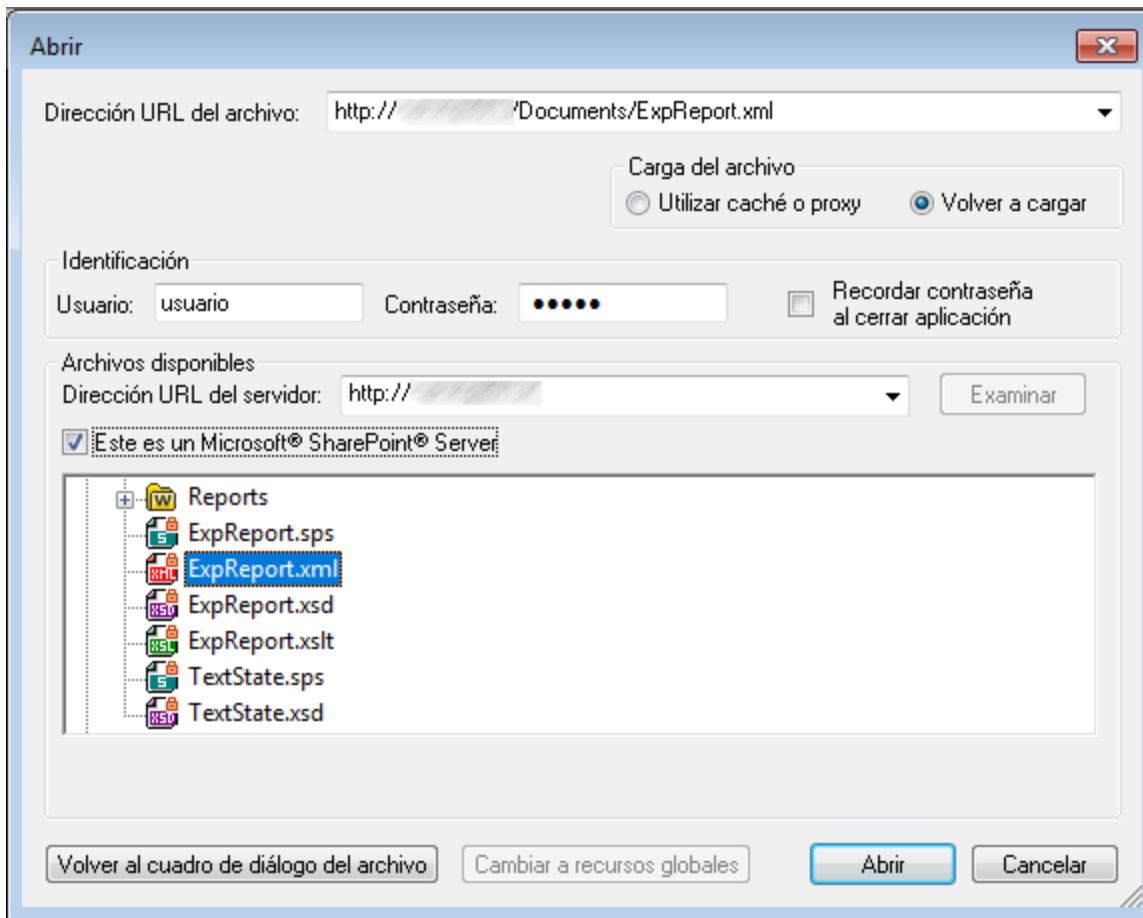 Abrir
Dirección URL del archivo: http:// /Documents/ExpReport.xml
Carga del archivo
Utilizar caché o proxy Volver a cargar
Identificación
Usuario: usuario Contraseña: ●●●●● Recordar contraseña
al cerrar aplicación
Archivos disponibles
Dirección URL del servidor: http:// Examinar
Este es un Microsoft® SharePoint® Server
Reports
ExpReport.sps
ExpReport.xml
ExpReport.xsd
ExpReport.xslt
TextState.sps
TextState.xsd
Volver al cuadro de diálogo del archivo Cambiar a recursos globales Abrir Cancelar